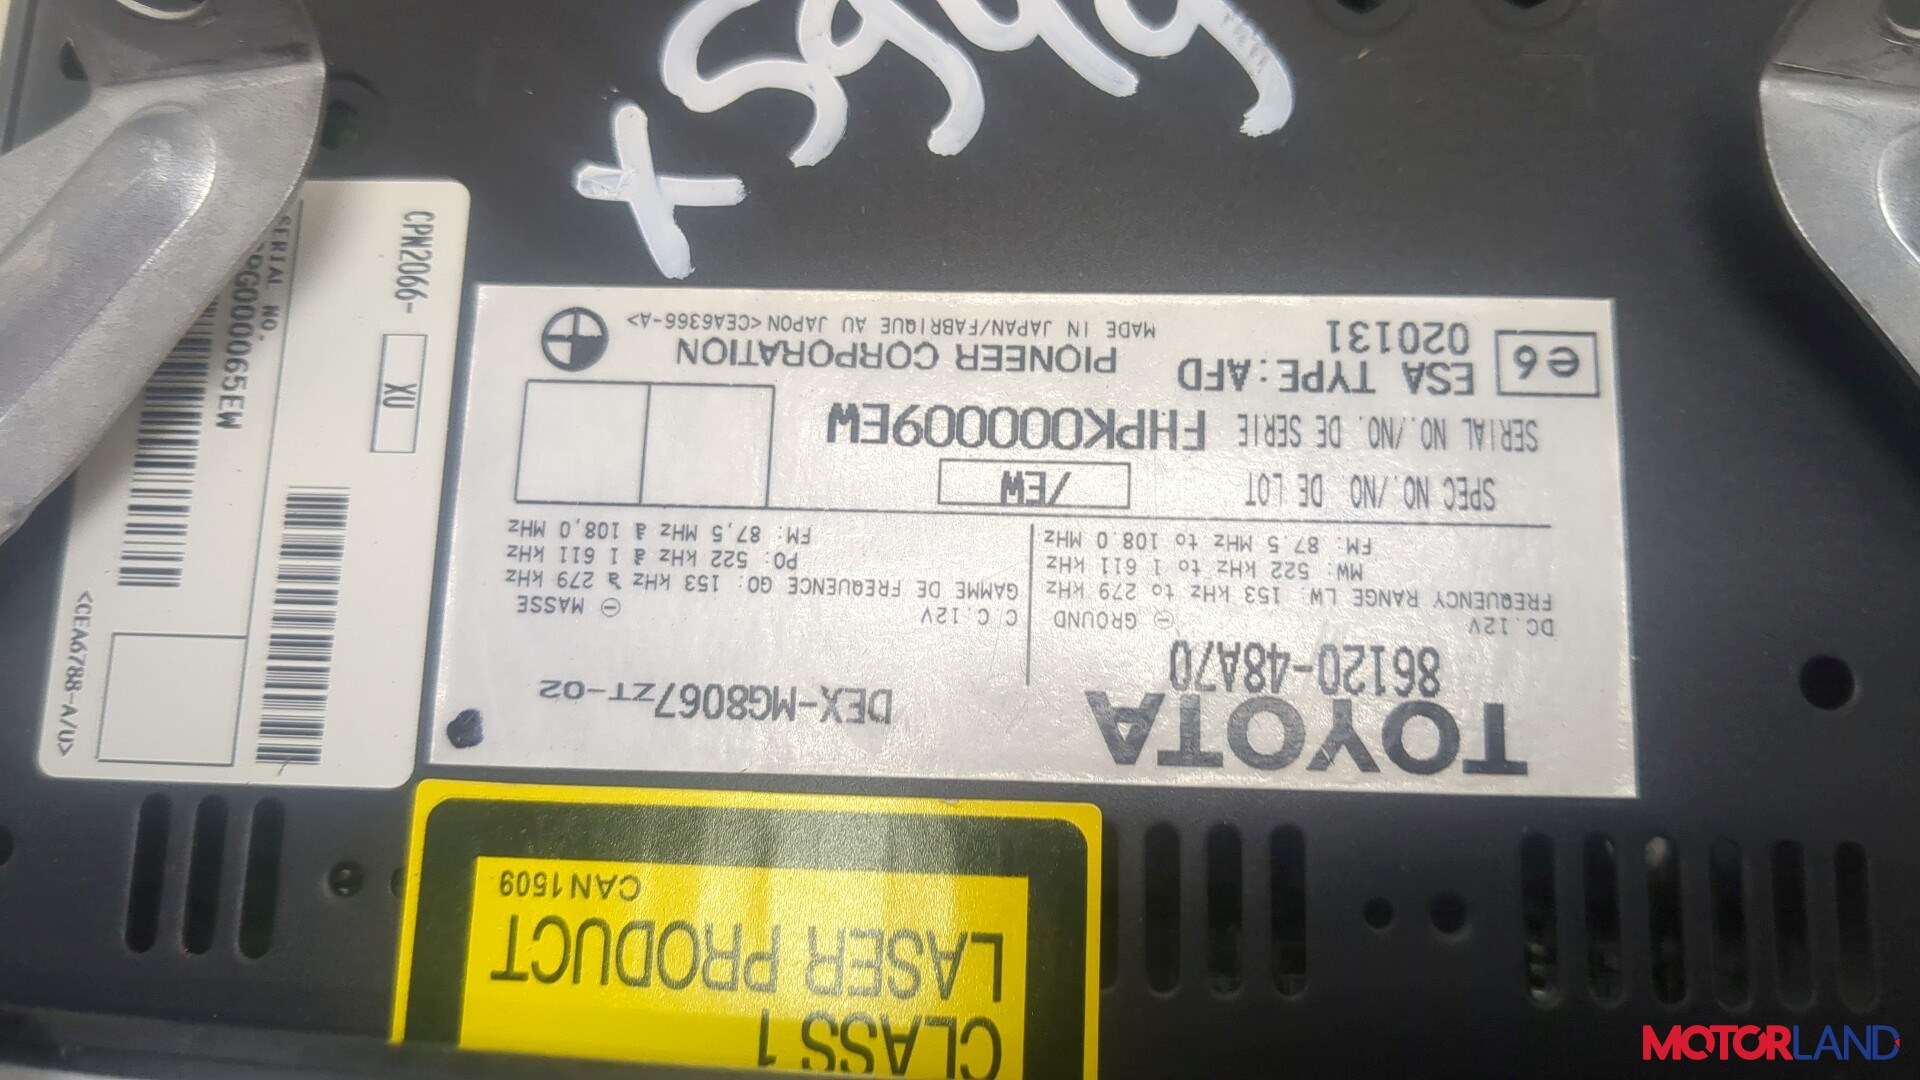 TOYOTA
86120-48A70
DEX-MG8067ZT-02
DC.12V ⊖ GROUND
FREQUENCY RANGE LW: 153 kHz to 279 kHz
MW: 522 kHz to 1 611 kHz
FM: 87.5 MHz to 108.0 MHz
C.C.12V ⊖ MASSE
GAMME DE FREQUENCE GO: 153 kHz à 279 kHz
PO: 522 kHz à 1 611 kHz
FM: 87,5 MHz à 108,0 MHz
SPEC NO./NO. DE LOT /EW
SERIAL NO./NO. DE SERIE FHPK000009EW
e6 ESA TYPE:AFD
020131
PIONEER CORPORATION
MADE IN JAPAN/FABRIQUE AU JAPON <CEA6366-A>
CLASS 1
LASER PRODUCT
CAN1509
CPN2066- XU
SERIAL NO.
<CEA6788-A/U>
MOTORLAND